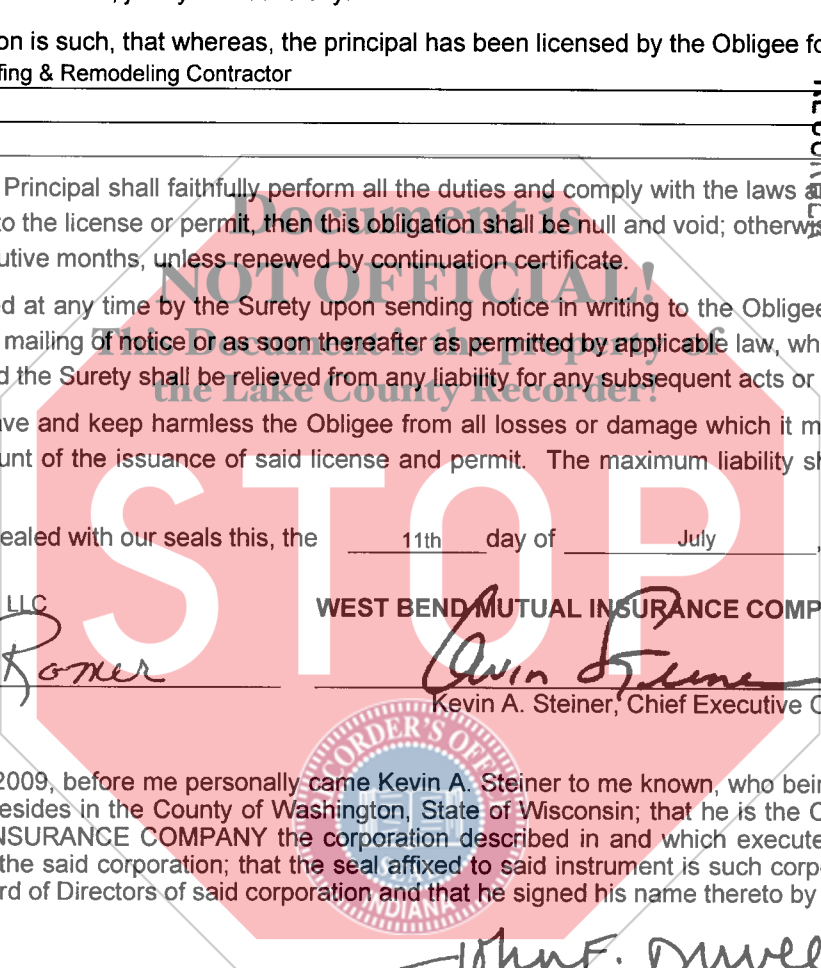 on is such, that whereas, the principal has been licensed by the Obligee fo
fing & Remodeling Contractor
Principal shall faithfully perform all the duties and comply with the laws a
to the license or permit, then this obligation shall be null and void; otherwis
utive months, unless renewed by continuation certificate.
d at any time by the Surety upon sending notice in writing to the Obligee
mailing of notice or as soon thereafter as permitted by applicable law, wh
d the Surety shall be relieved from any liability for any subsequent acts or
ave and keep harmless the Obligee from all losses or damage which it m
unt of the issuance of said license and permit. The maximum liability sh
ealed with our seals this, the 11th day of July,
LLC WEST BEND MUTUAL INSURANCE COMP
Romer Kevin Steiner
Kevin A. Steiner, Chief Executive O
2009, before me personally came Kevin A. Steiner to me known, who bein
esides in the County of Washington, State of Wisconsin; that he is the C
NSURANCE COMPANY the corporation described in and which execute
the said corporation; that the seal affixed to said instrument is such corp
rd of Directors of said corporation and that he signed his name thereto by
John F.
Document is
NOT OFFICIAL!
This Document is the property of
the Lake County Recorder!
STOP
RECORDER'S OFFICE
SEAL
INDIANA